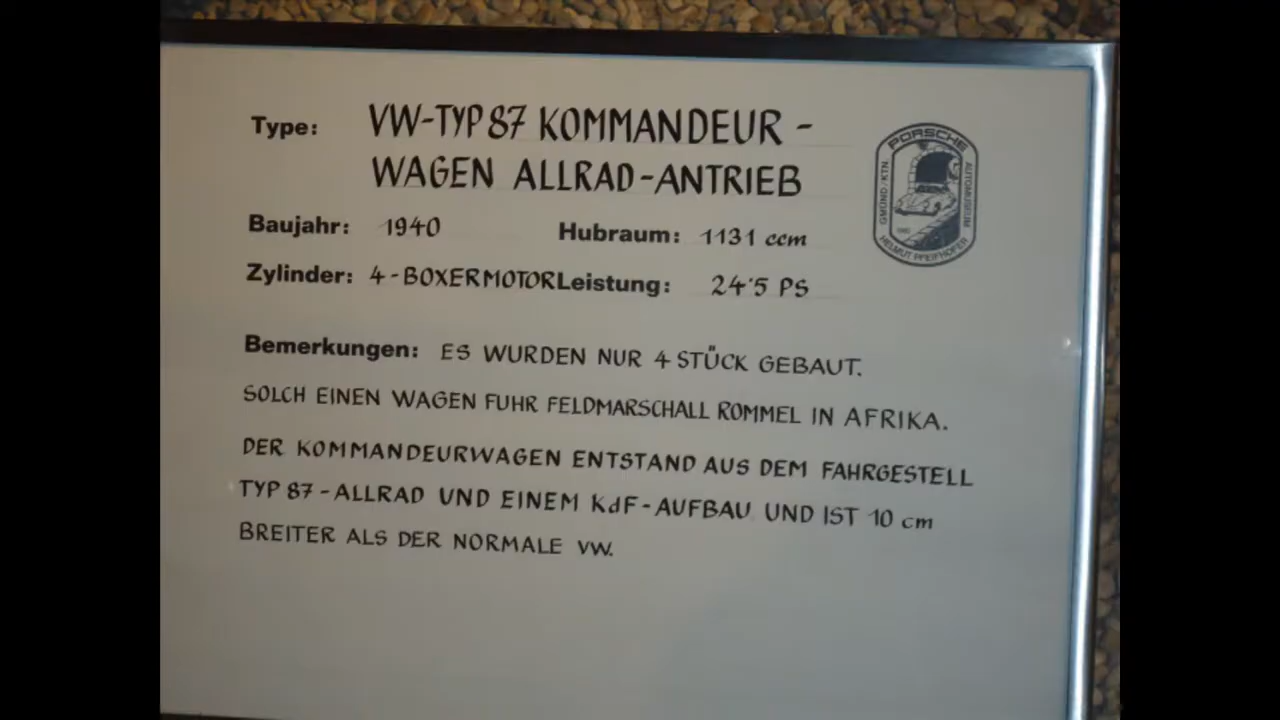 Type: VW-TYP 87 KOMMANDEUR -
WAGEN ALLRAD-ANTRIEB
Baujahr: 1940 Hubraum: 1131 ccm
Zylinder: 4-BOXERMOTOR Leistung: 24'5 PS
Bemerkungen: ES WURDEN NUR 4 STÜCK GEBAUT.
SOLCH EINEN WAGEN FUHR FELDMARSCHALL ROMMEL IN AFRIKA.
DER KOMMANDEURWAGEN ENTSTAND AUS DEM FAHRGESTELL
TYP 87-ALLRAD UND EINEM KdF-AUFBAU UND IST 10 cm
BREITER ALS DER NORMALE VW.
PORSCHE
AUTOMUSEUM
GMÜND/KTN
HELMUT PFEIFHOFER